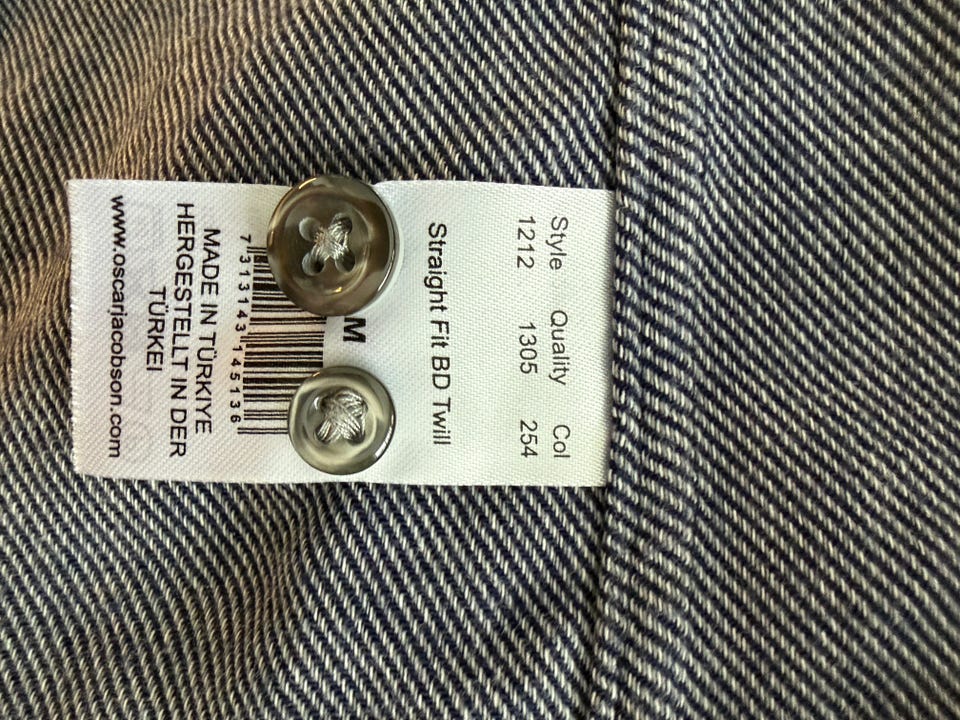 Style Quality Col
1212 1305 254
Straight Fit BD Twill
M
7313143145136
MADE IN TÜRKIYE
HERGESTELLT IN DER
TÜRKEI
www.oscarjacobson.com